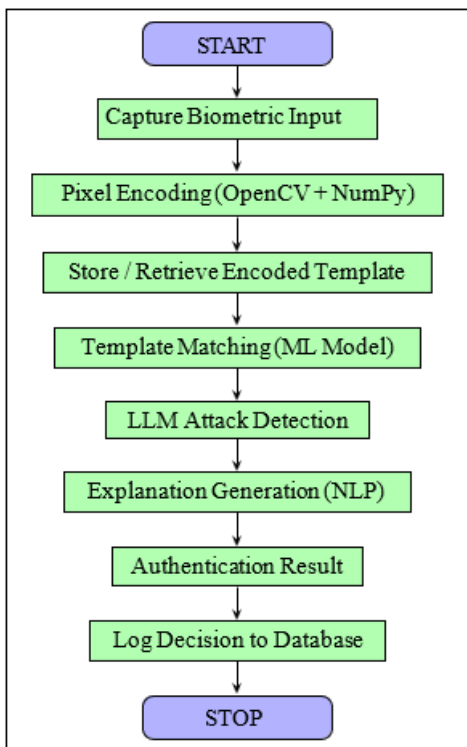 START
Capture Biometric Input
Pixel Encoding (OpenCV + NumPy)
Store / Retrieve Encoded Template
Template Matching (ML Model)
LLM Attack Detection
Explanation Generation (NLP)
Authentication Result
Log Decision to Database
STOP